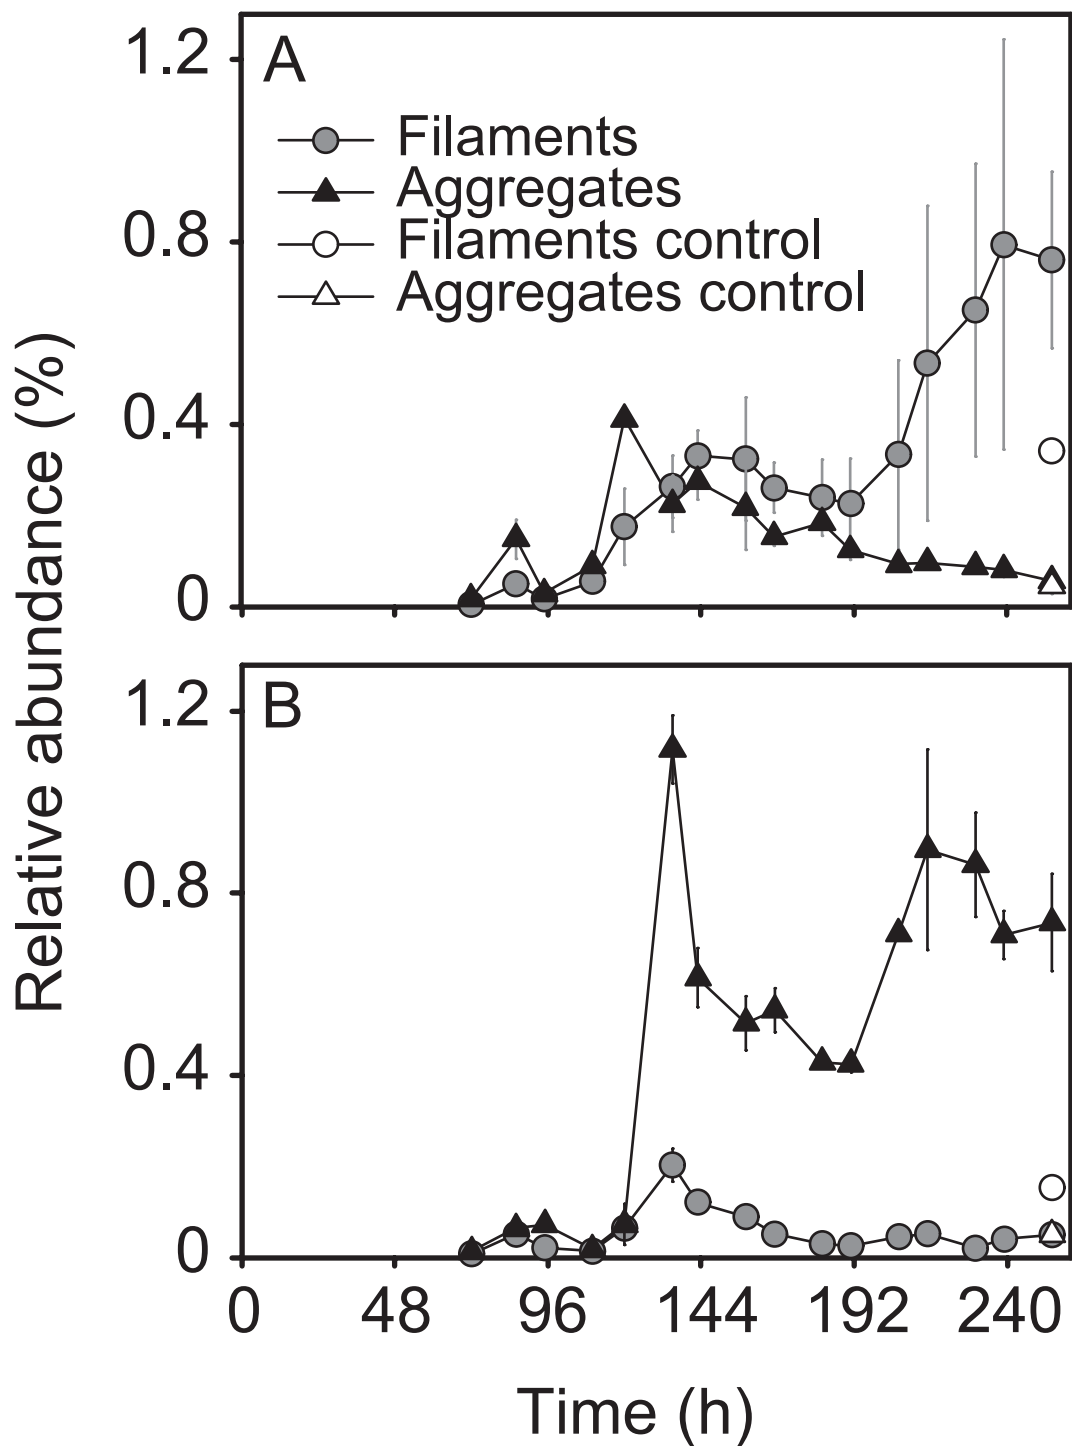 Relative abundance (%)
A
1.2
0.8
0.4
0
Filaments
Aggregates
Filaments control
Aggregates control
B
1.2
0.8
0.4
0
0 48 96 144 192 240
Time (h)